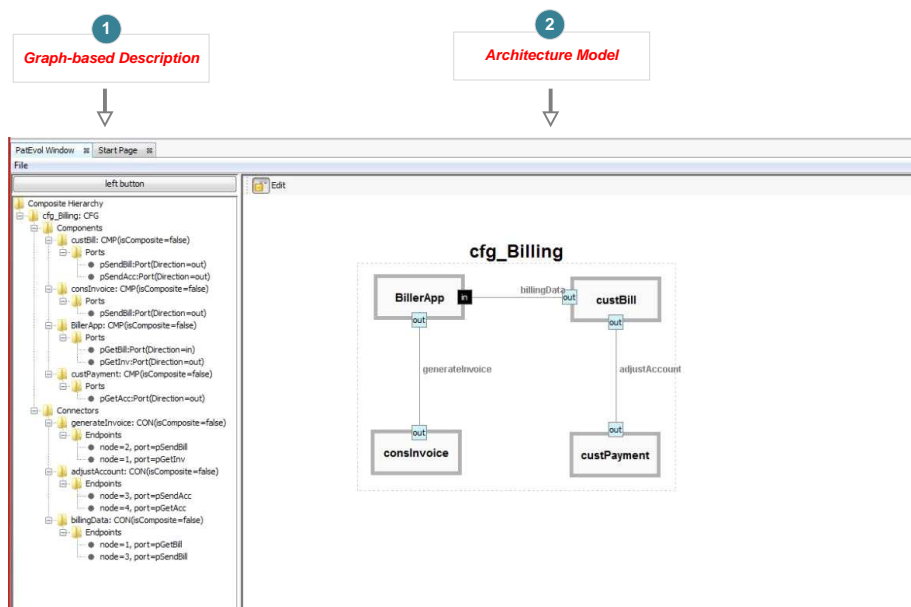 1
2
Graph-based Description
Architecture Model
PatEvol Window
Start Page
File
left button
Composite Hierarchy
cfg_Billing: CFG
Components
custBill: CMP(isComposite=false)
Ports
pSendBill:Port(Direction=out)
pSendAcc:Port(Direction=out)
consInvoice: CMP(isComposite=false)
Ports
pSendBill:Port(Direction=out)
BillerApp: CMP(isComposite=false)
Ports
pGetBill:Port(Direction=in)
pGetInv:Port(Direction=out)
custPayment: CMP(isComposite=false)
Ports
pGetAcc:Port(Direction=out)
Connectors
generateInvoice: CON(isComposite=false)
Endpoints
node=2, port=pSendBill
node=1, port=pGetInv
adjustAccount: CON(isComposite=false)
Endpoints
node=3, port=pSendAcc
node=4, port=pGetAcc
billingData: CON(isComposite=false)
Endpoints
node=1, port=pGetBill
node=3, port=pSendBill
Edit
cfg_Billing
BillerApp
in
billingData
out
custBill
out
out
generateInvoice
adjustAccount
out
out
consInvoice
custPayment